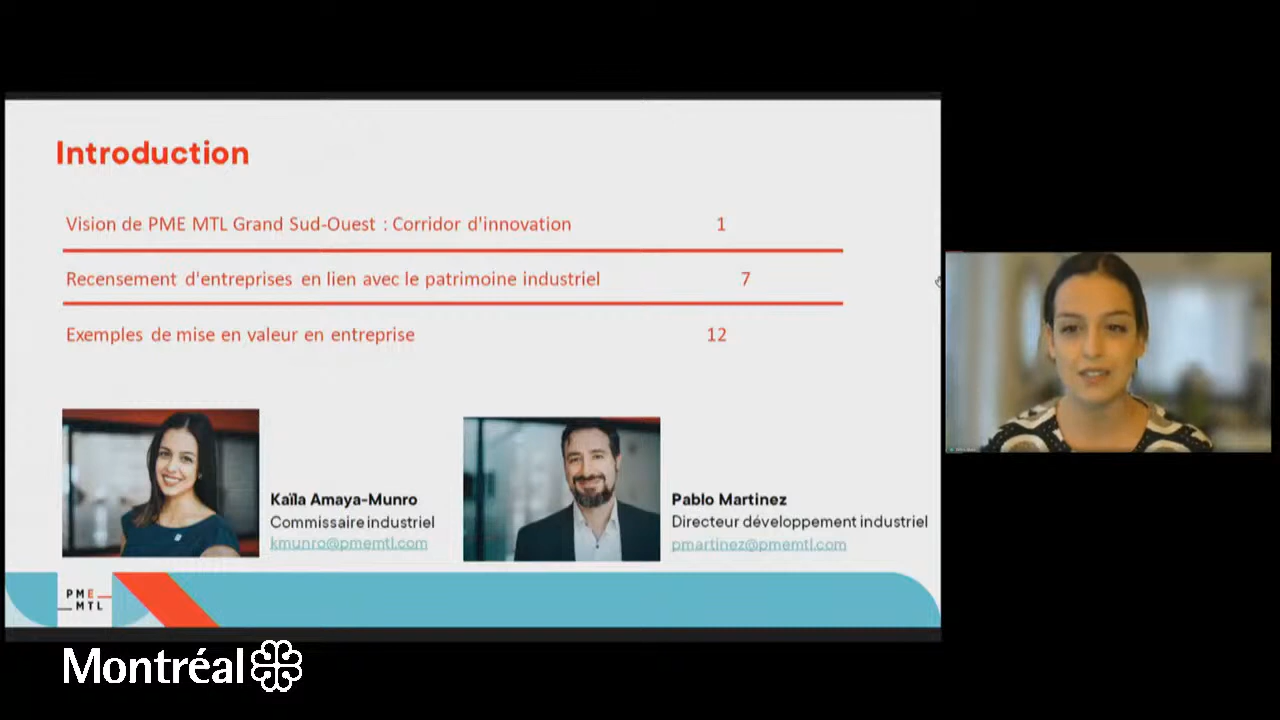 Introduction
Vision de PME MTL Grand Sud-Ouest : Corridor d'innovation 1
Recensement d'entreprises en lien avec le patrimoine industriel 7
Exemples de mise en valeur en entreprise 12
Kaïla Amaya-Munro
Commissaire industriel
kmunro@pmemtl.com
Pablo Martinez
Directeur développement industriel
pmartinez@pmemtl.com
PME
MTL
Montréal